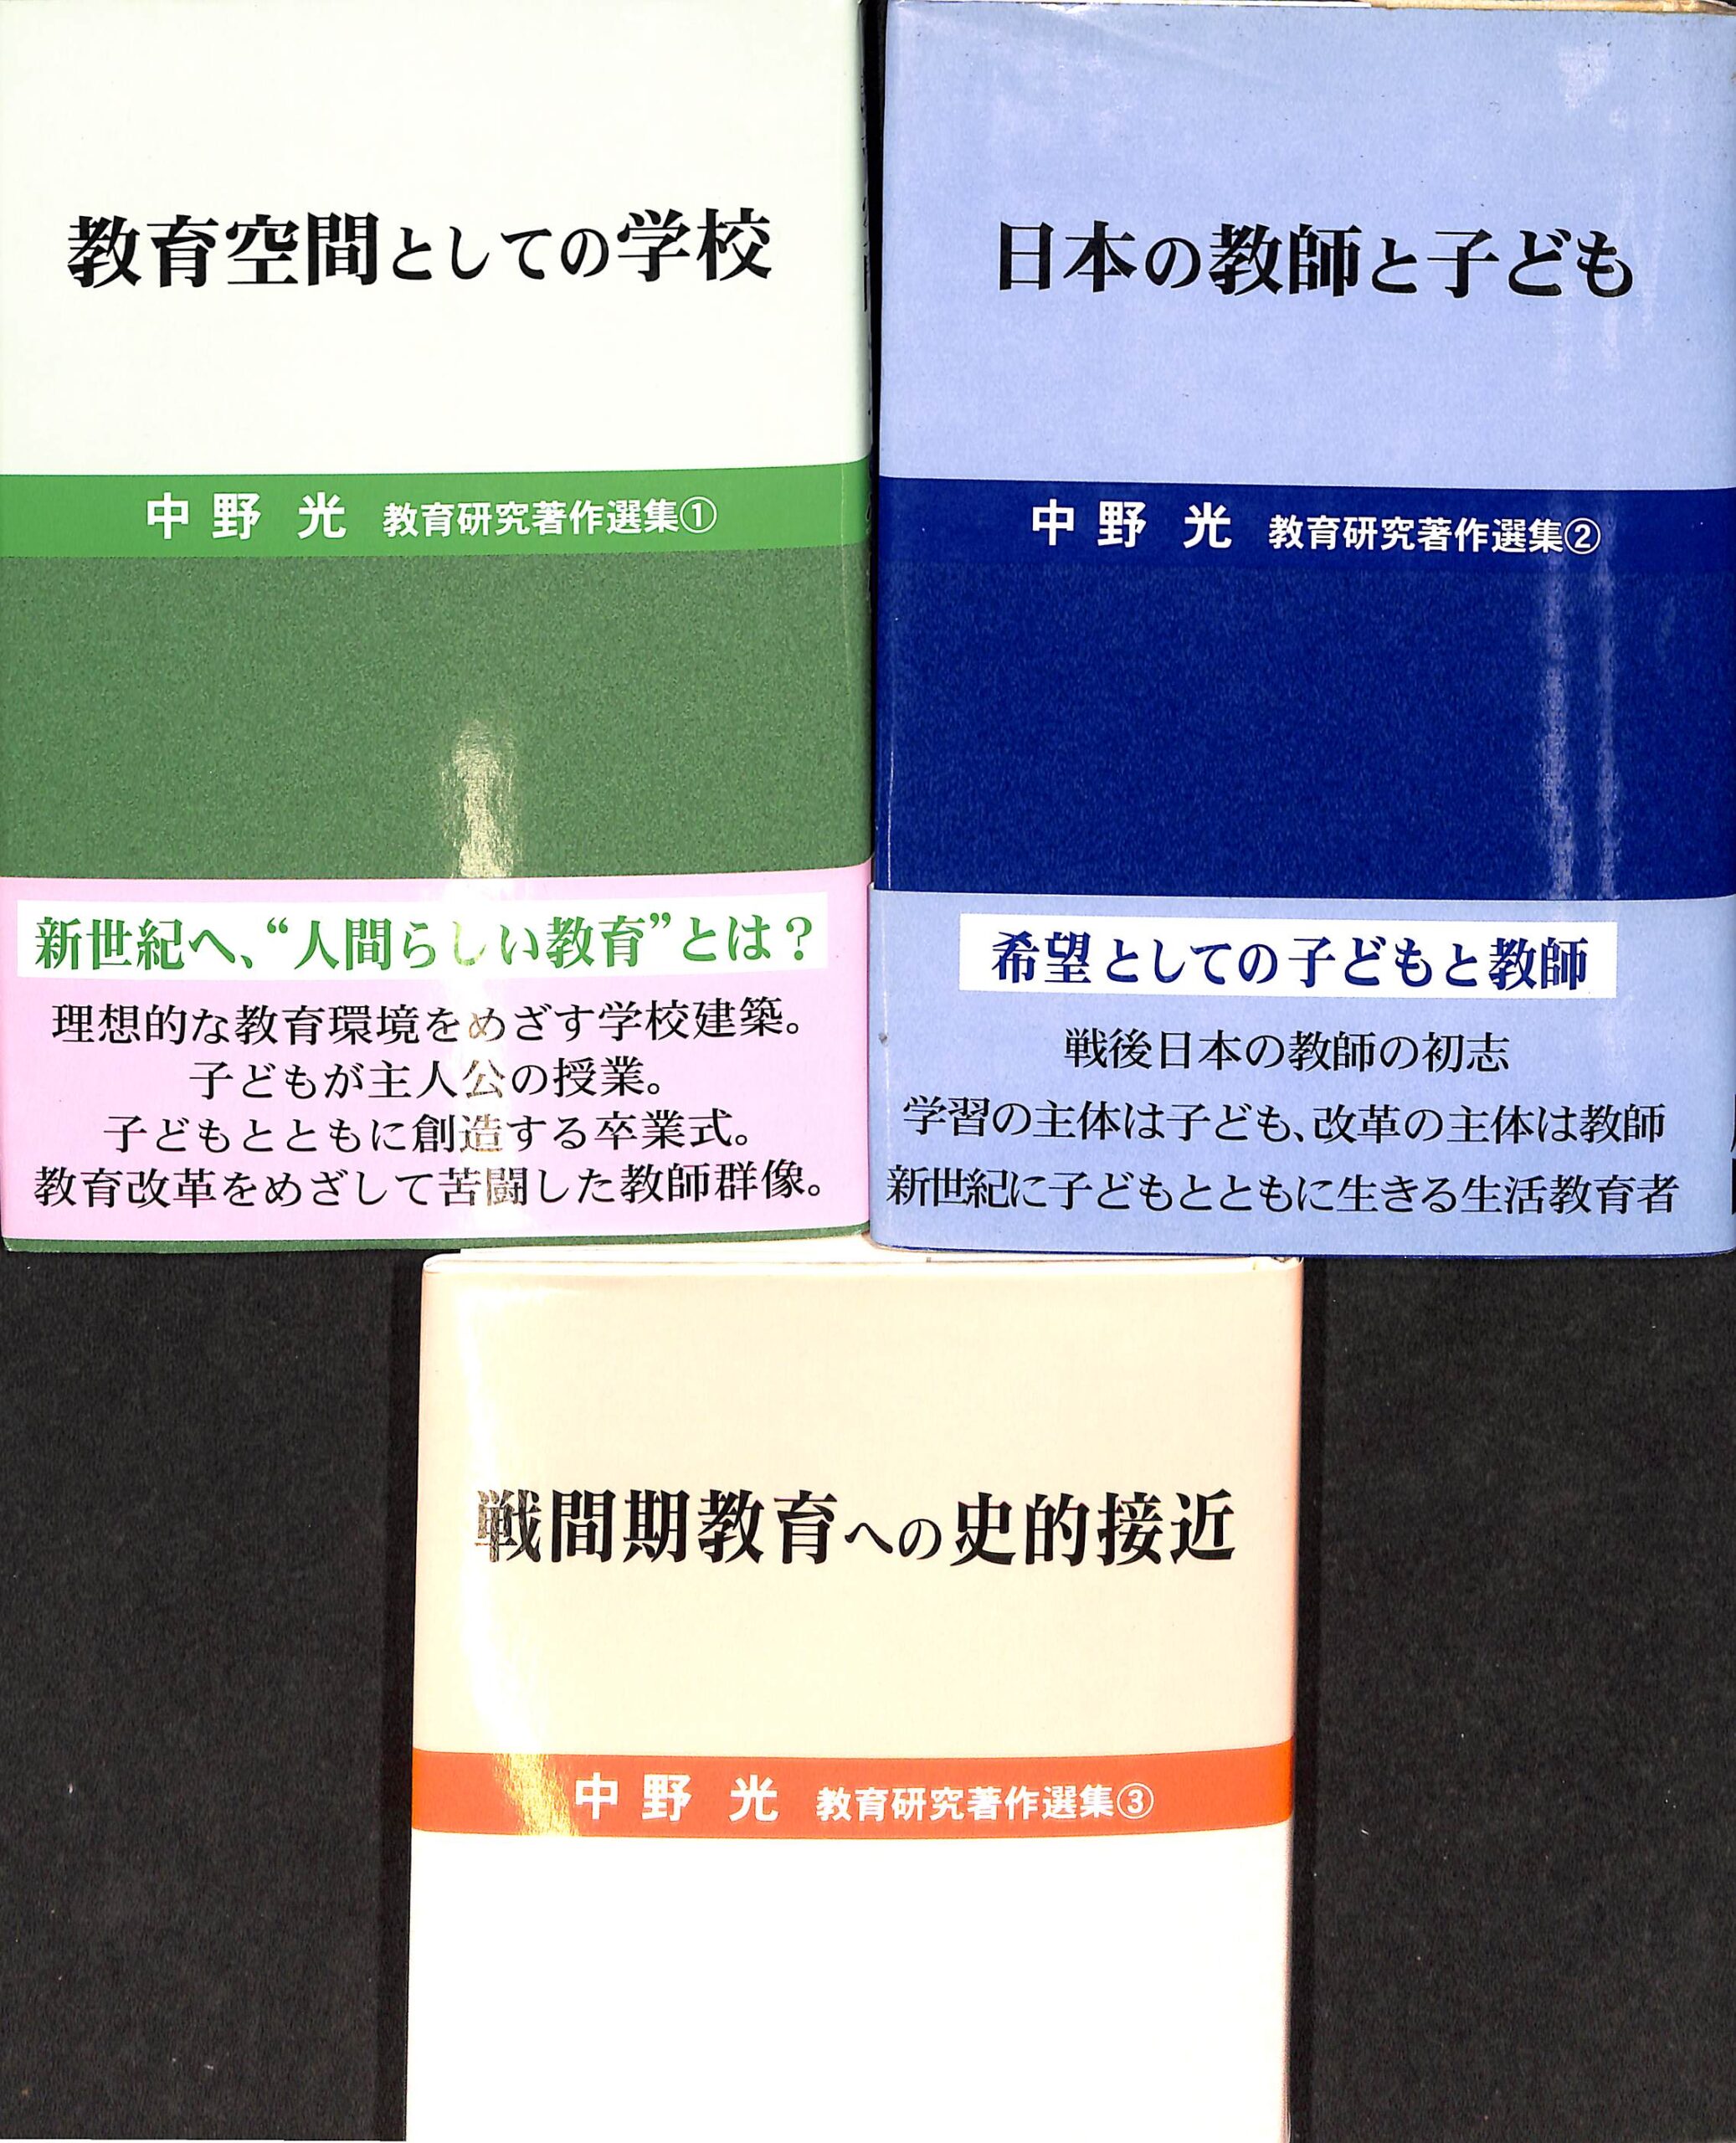 教育空間としての学校
中野 光 教育研究著作選集①
新世紀へ、“人間らしい教育”とは？
理想的な教育環境をめざす学校建築。
子どもが主人公の授業。
子どもとともに創造する卒業式。
教育改革をめざして苦闘した教師群像。
日本の教師と子ども
中野 光 教育研究著作選集②
希望としての子どもと教師
戦後日本の教師の初志
学習の主体は子ども、改革の主体は教師
新世紀に子どもとともに生きる生活教育者
戦間期教育への史的接近
中野 光 教育研究著作選集③